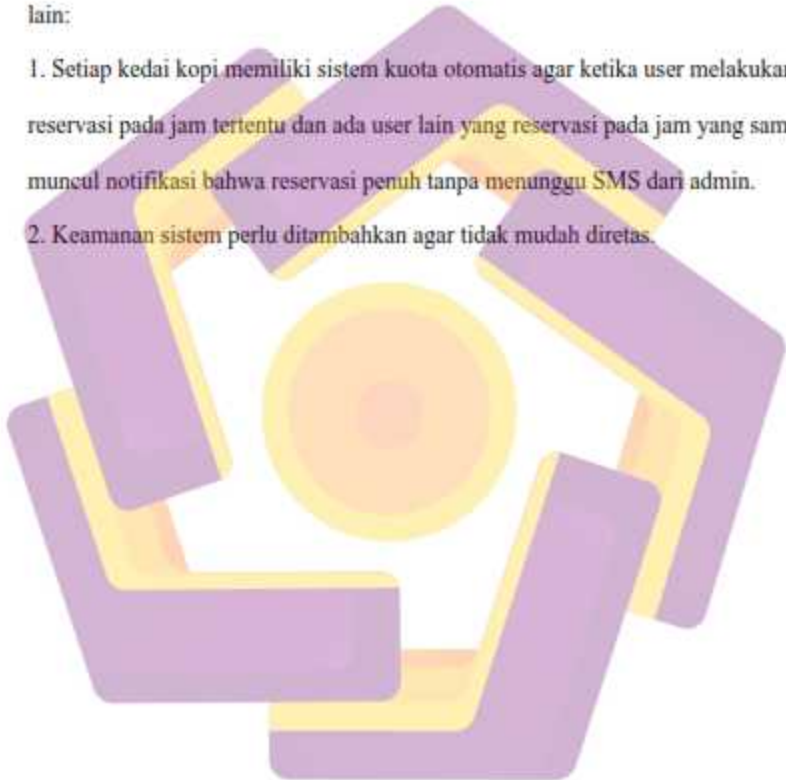 lain:
1. Setiap kedai kopi memiliki sistem kuota otomatis agar ketika user melakukan
reservasi pada jam tertentu dan ada user lain yang reservasi pada jam yang sam
muncul notifikasi bahwa reservasi penuh tanpa menunggu SMS dari admin.
2. Keamanan sistem perlu ditambahkan agar tidak mudah diretas.